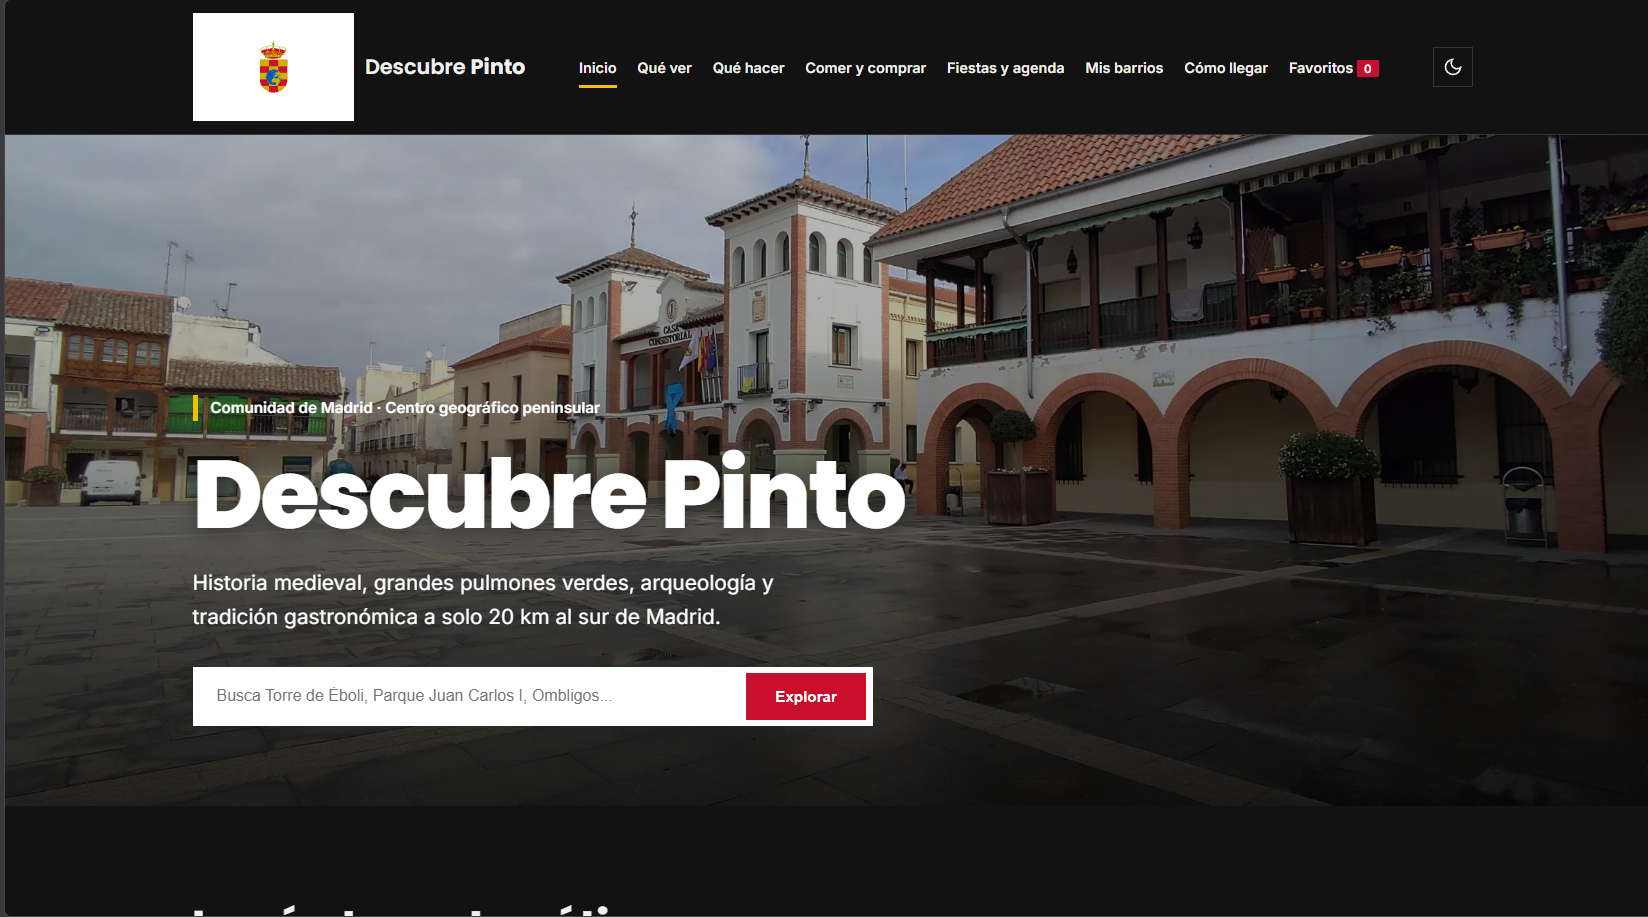 Descubre Pinto
Inicio
Qué ver
Qué hacer
Comer y comprar
Fiestas y agenda
Mis barrios
Cómo llegar
Favoritos 0
CASA
CONSISTORIAL
Comunidad de Madrid · Centro geográfico peninsular
Descubre Pinto
Historia medieval, grandes pulmones verdes, arqueología y
tradición gastronómica a solo 20 km al sur de Madrid.
Busca Torre de Éboli, Parque Juan Carlos I, Ombligos...
Explorar